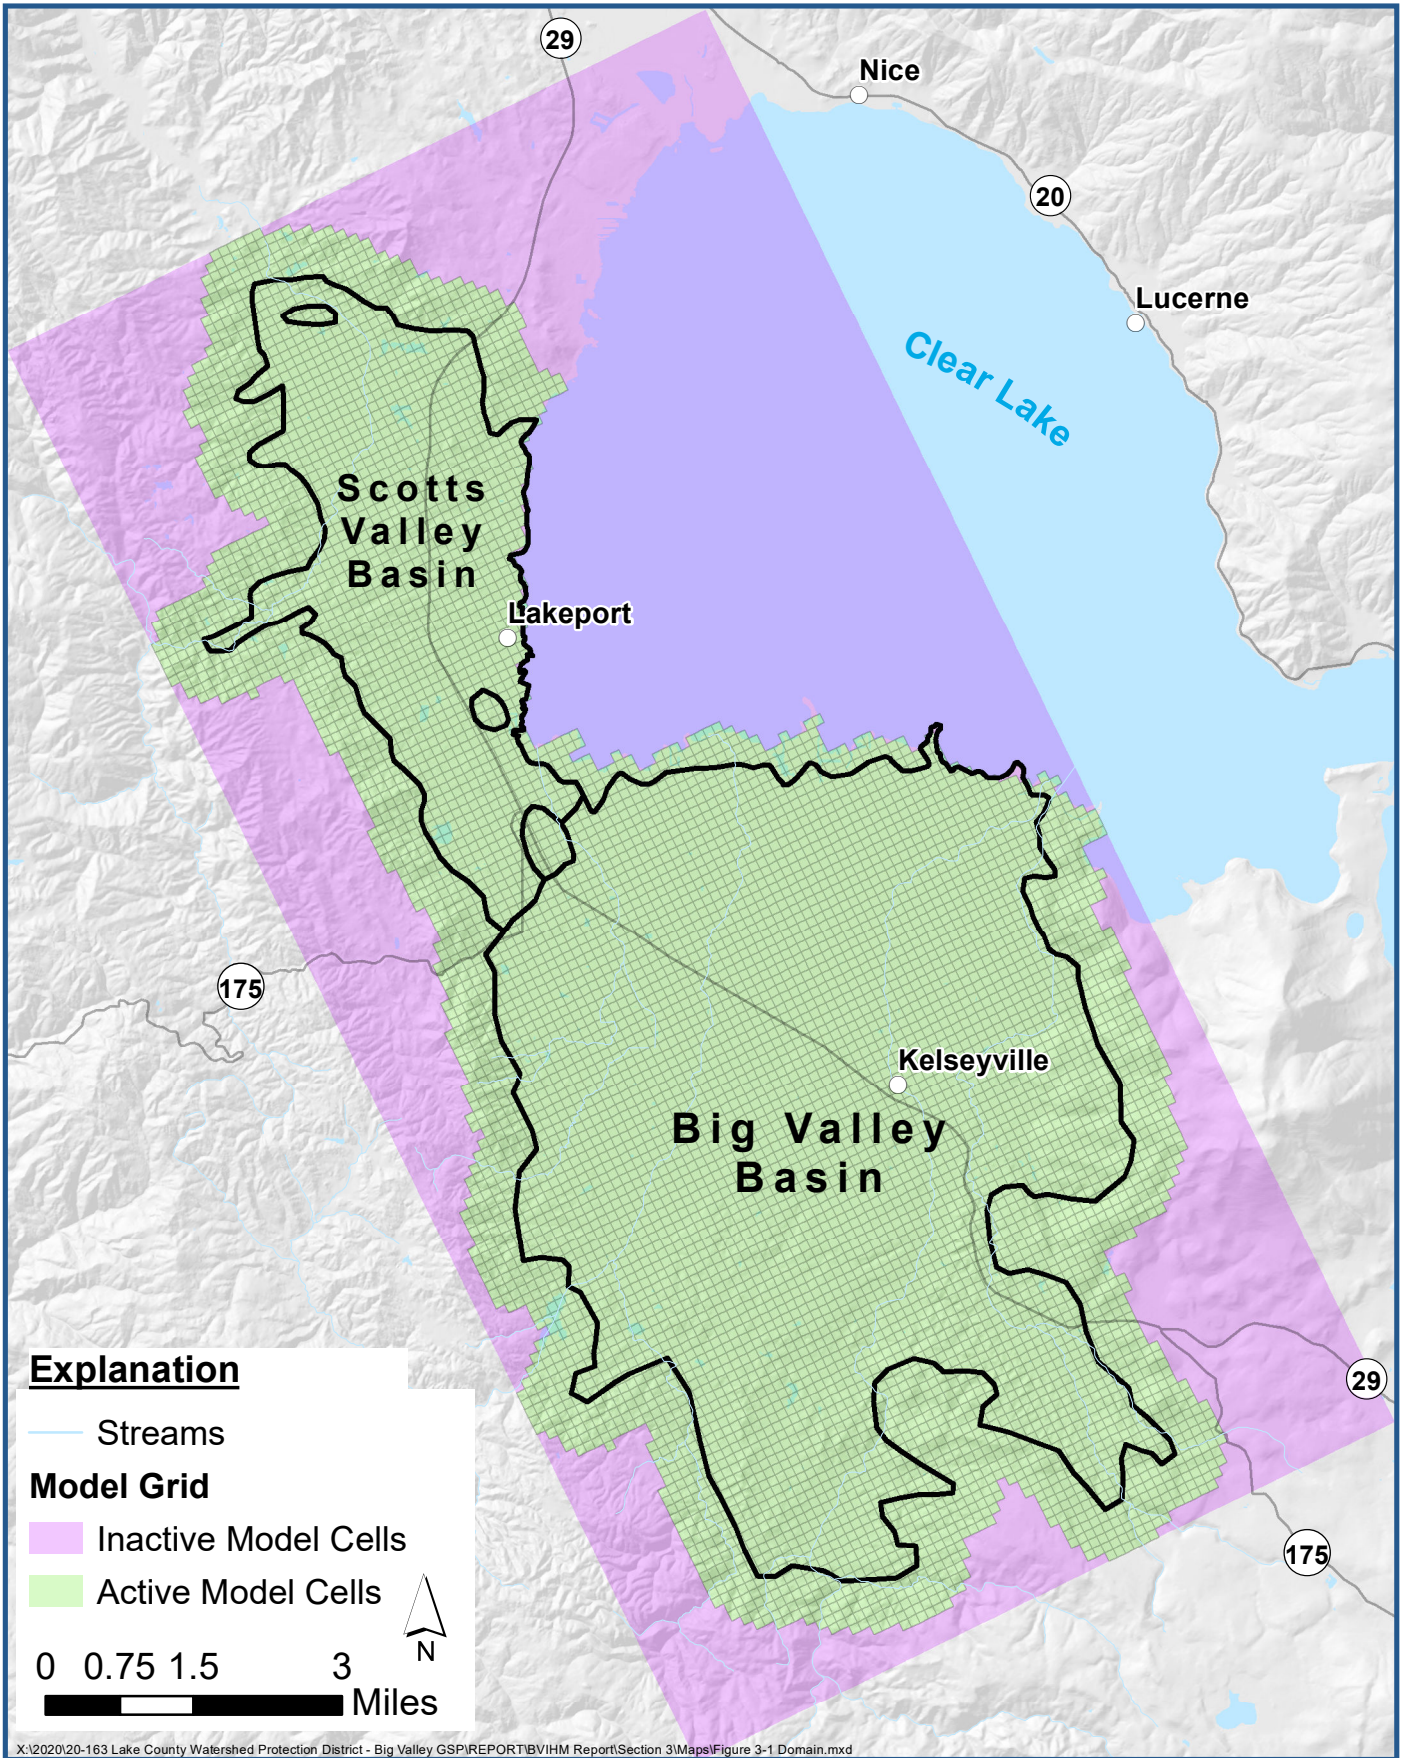 29
Nice
20
Lucerne
Clear Lake
Scotts
Valley
Basin
Lakeport
175
Kelseyville
Big Valley
Basin
29
175
Explanation
Streams
Model Grid
Inactive Model Cells
Active Model Cells
N
0 0.75 1.5 3
Miles
X:\2020\20-163 Lake County Watershed Protection District - Big Valley GSP\REPORT\BVIHM Report\Section 3\Maps\Figure 3-1 Domain.mxd